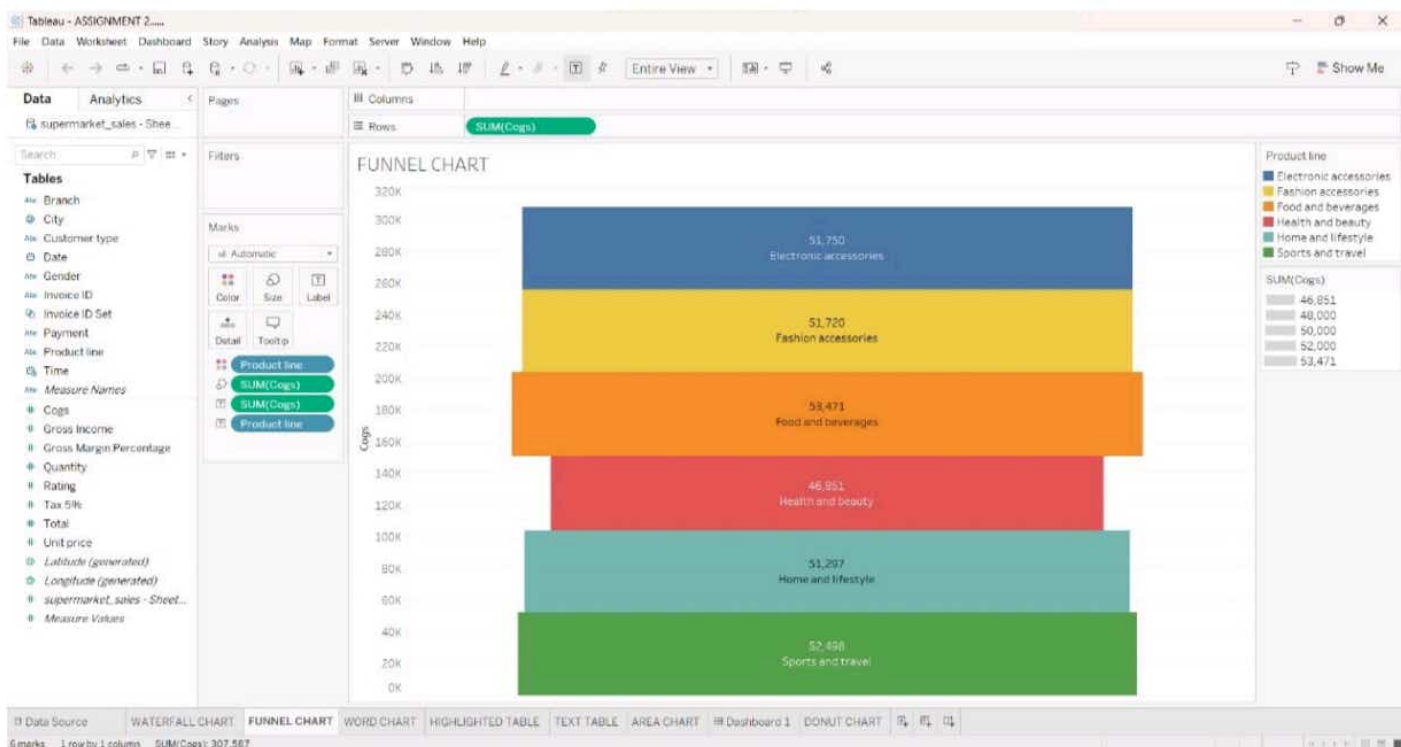 Tableau - ASSIGNMENT 2.....
File Data Worksheet Dashboard Story Analysis Map Format Server Window Help
Entire View
Show Me
Data Analytics
supermarket_sales - Shee...
Search
Tables
Abc Branch
City
Abc Customer type
Date
Abc Gender
Abc Invoice ID
Invoice ID Set
Abc Payment
Abc Product line
Time
Abc Measure Names
# Cogs
# Gross Income
# Gross Margin Percentage
# Quantity
# Rating
# Tax 5%
# Total
# Unit price
Latitude (generated)
Longitude (generated)
# supermarket_sales - Sheet...
# Measure Values
Pages
Filters
Marks
Automatic
Color Size Label
Detail Tooltip
Product line
SUM(Cogs)
SUM(Cogs)
Product line
Columns
Rows SUM(Cogs)
FUNNEL CHART
320K
300K
280K
260K
240K
220K
200K
180K
160K
140K
120K
100K
80K
60K
40K
20K
0K
Cogs
51,750
Electronic accessories
51,720
Fashion accessories
53,471
Food and beverages
46,851
Health and beauty
51,297
Home and lifestyle
52,498
Sports and travel
Product line
Electronic accessories
Fashion accessories
Food and beverages
Health and beauty
Home and lifestyle
Sports and travel
SUM(Cogs)
46,851
48,000
50,000
52,000
53,471
Data Source WATERFALL CHART FUNNEL CHART WORD CHART HIGHLIGHTED TABLE TEXT TABLE AREA CHART Dashboard 1 DONUT CHART
6 marks 1 row by 1 column SUM(Cogs): 307,587